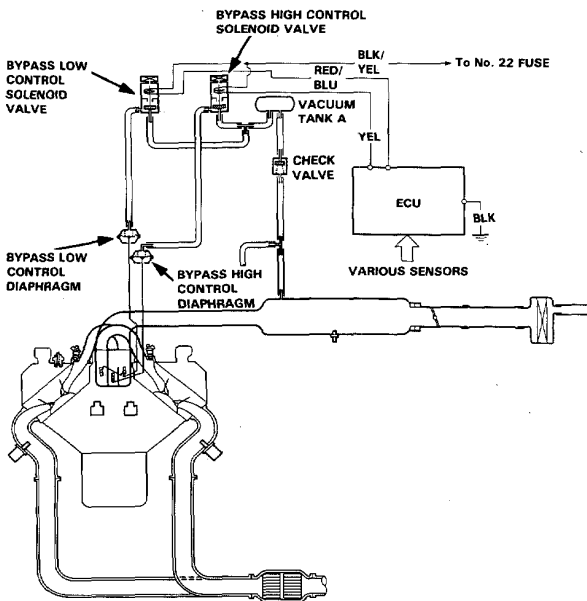 BYPASS HIGH CONTROL
SOLENOID VALVE
BYPASS LOW
CONTROL
SOLENOID
VALVE
BLK/
YEL
To No. 22 FUSE
RED/
BLU
VACUUM
TANK A
YEL
CHECK
VALVE
ECU
BLK
VARIOUS SENSORS
BYPASS LOW
CONTROL
DIAPHRAGM
BYPASS HIGH
CONTROL
DIAPHRAGM